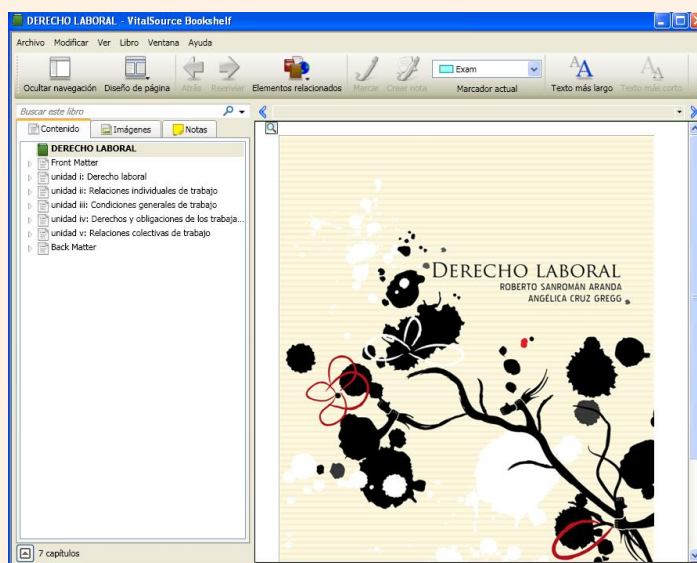 DERECHO LABORAL - VitalSource Bookshelf
Archivo Modificar Ver Libro Ventana Ayuda
Exam
Ocultar navegación Diseño de página Atrás Reenviar Elementos relacionados Marcar Crear nota Marcador actual Texto más largo Texto más corto
Buscar este libro
Contenido Imágenes Notas
DERECHO LABORAL
Front Matter
unidad i: Derecho laboral
unidad ii: Relaciones individuales de trabajo
unidad iii: Condiciones generales de trabajo
unidad iv: Derechos y obligaciones de los trabaja...
unidad v: Relaciones colectivas de trabajo
Back Matter
DERECHO LABORAL
ROBERTO SANROMÁN ARANDA
ANGÉLICA CRUZ GREGG
7 capítulos